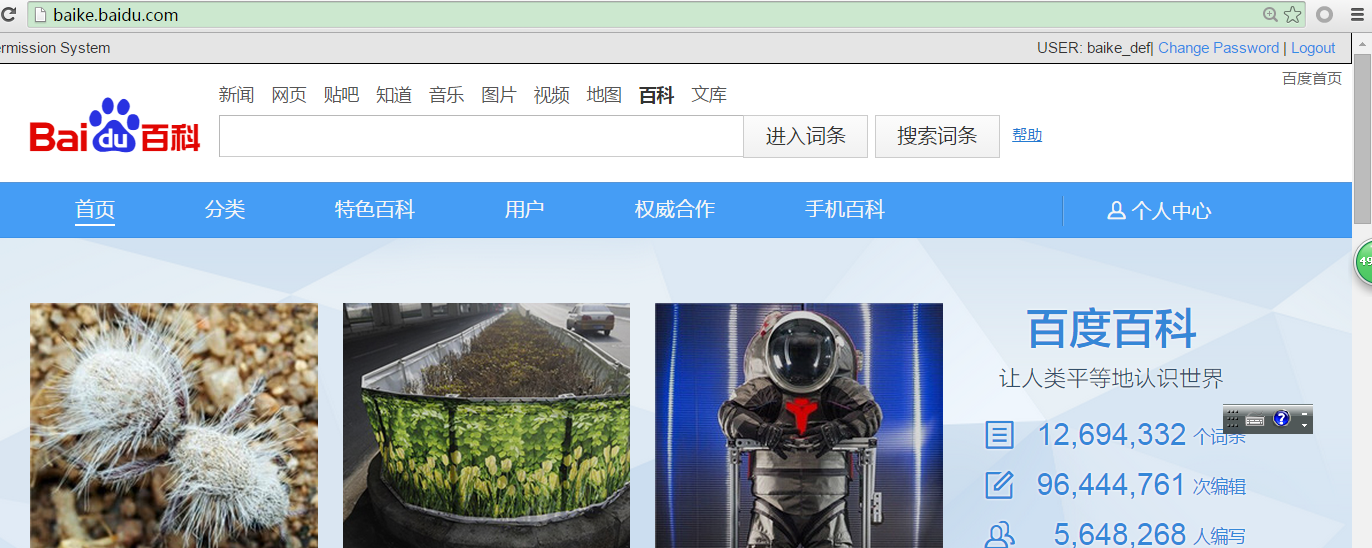 baike.baidu.com
ermission System
USER: baike_def| Change Password | Logout
百度首页
新闻 网页 贴吧 知道 音乐 图片 视频 地图 百科 文库
Bai du 百科
进入词条 搜索词条 帮助
首页 分类 特色百科 用户 权威合作 手机百科 个人中心
49
百度百科
让人类平等地认识世界
12,694,332 个词条
96,444,761 次编辑
5,648,268 人编写